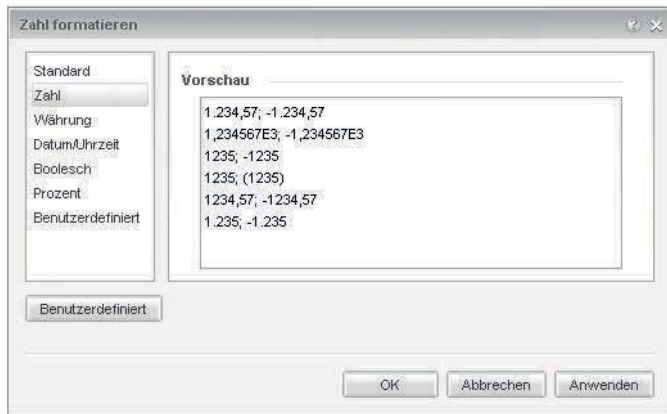 Zahl formatieren
Standard
Zahl
Währung
Datum/Uhrzeit
Boolesch
Prozent
Benutzerdefiniert
Vorschau
1.234,57; -1.234,57
1,234567E3; -1,234567E3
1235; -1235
1235; (1235)
1234,57; -1234,57
1.235; -1.235
Benutzerdefiniert
OK
Abbrechen
Anwenden